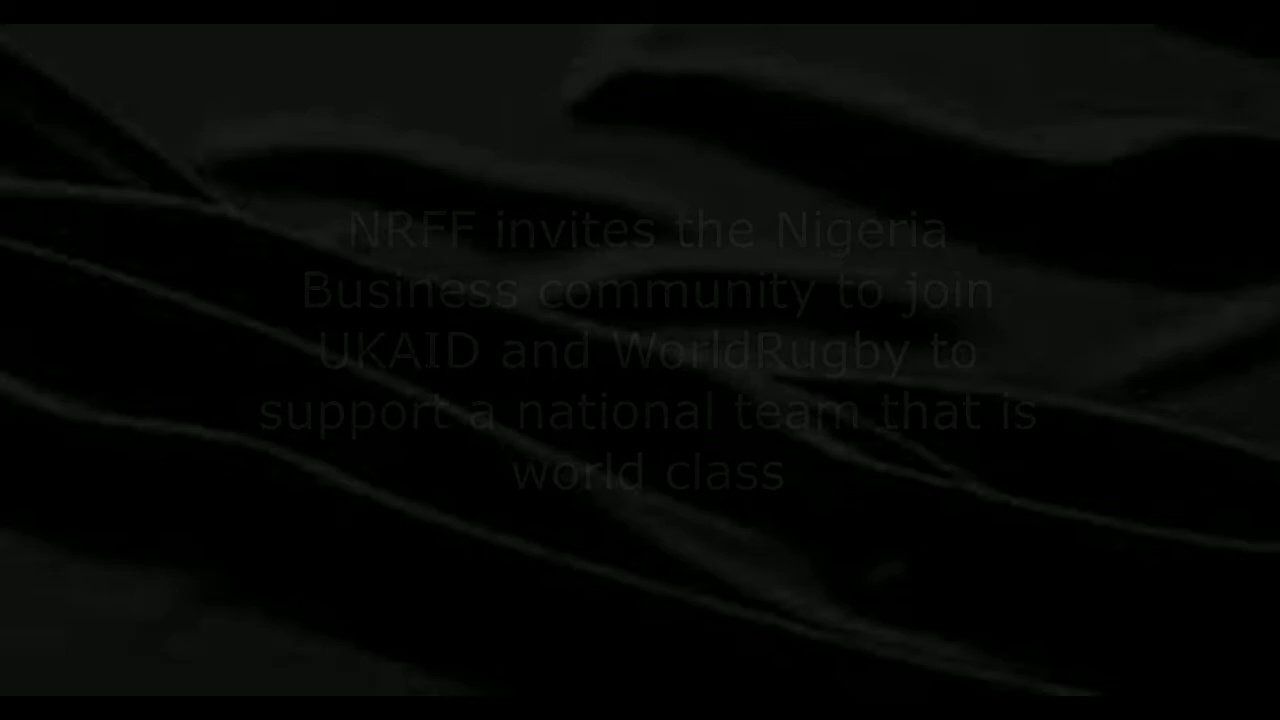 NRFF invites the Nigeria
Business community to join
UKAID and WorldRugby to
support a national team that is
world class